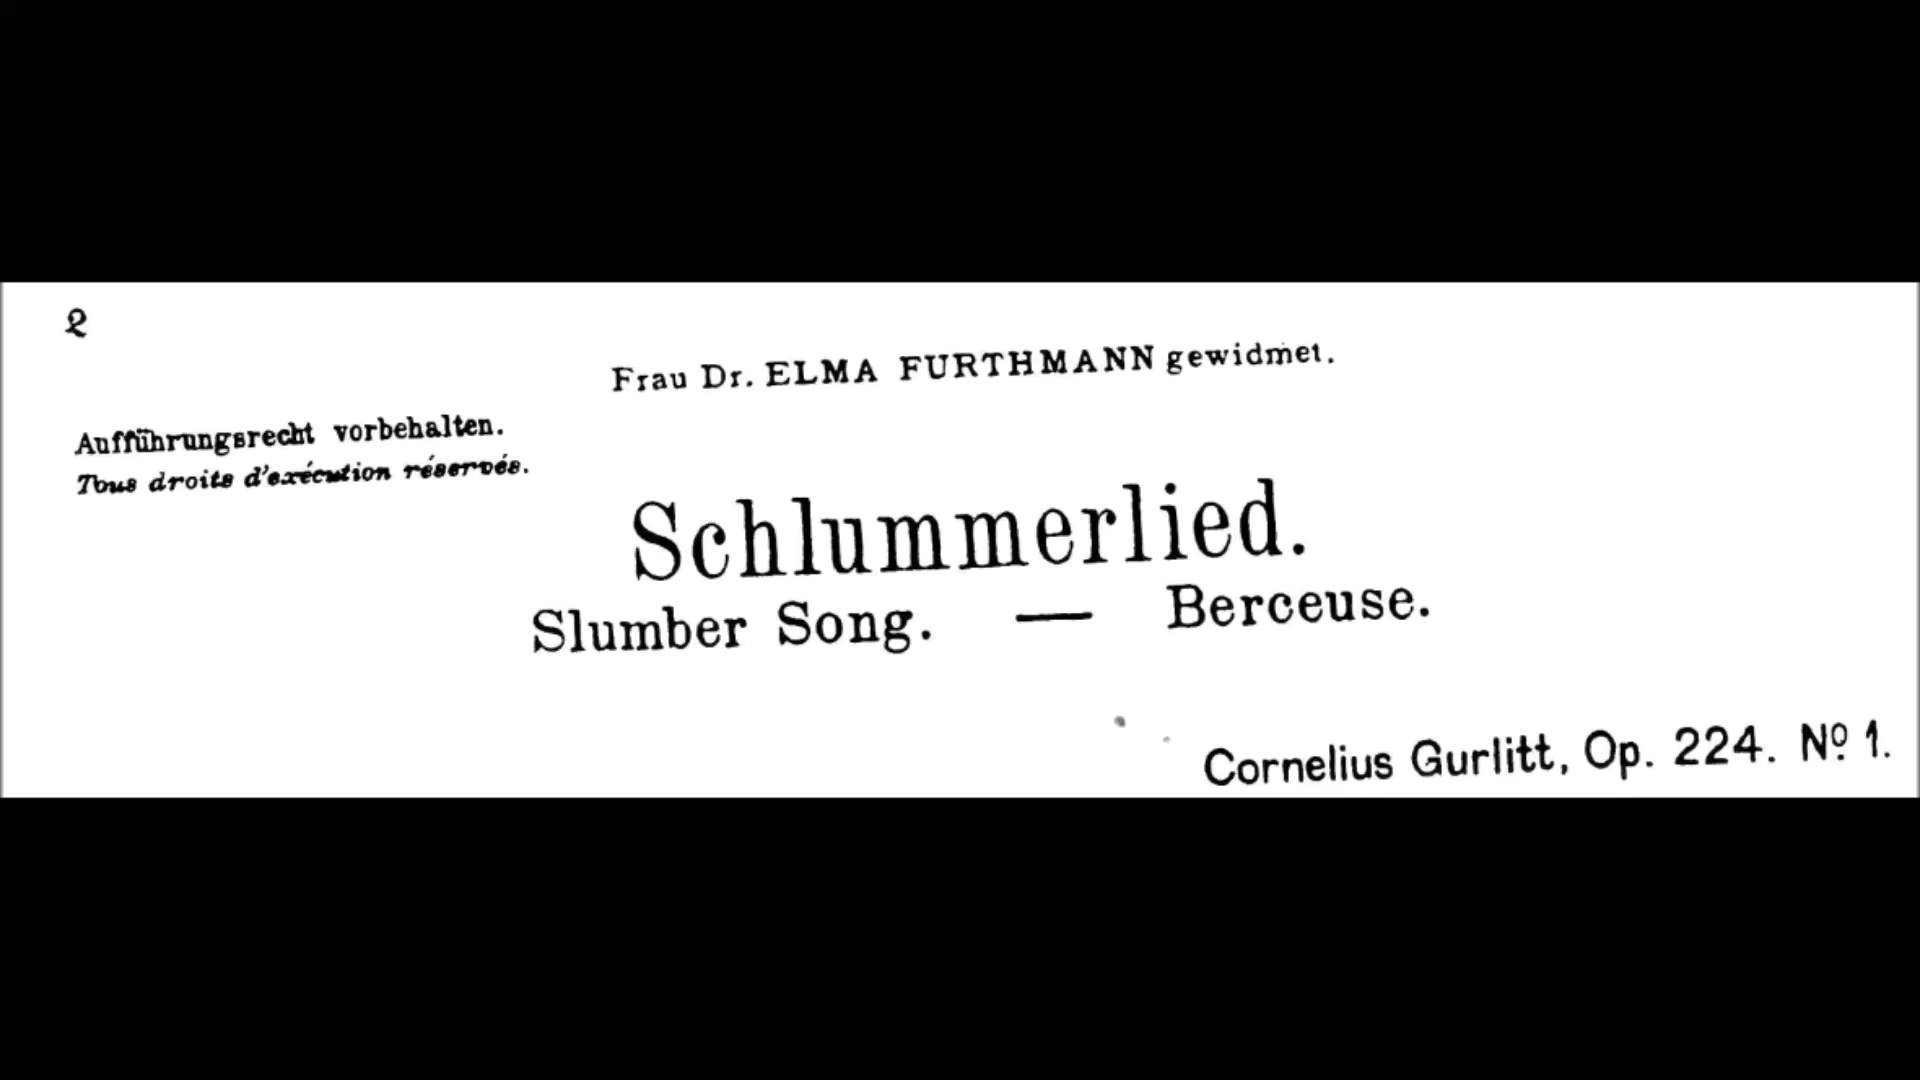 2
Frau Dr. ELMA FURTHMANN gewidmet.
Aufführungsrecht vorbehalten.
Tous droits d'exécution réservés.
Schlummerlied.
Slumber Song. — Berceuse.
Cornelius Gurlitt, Op. 224. Nº 1.